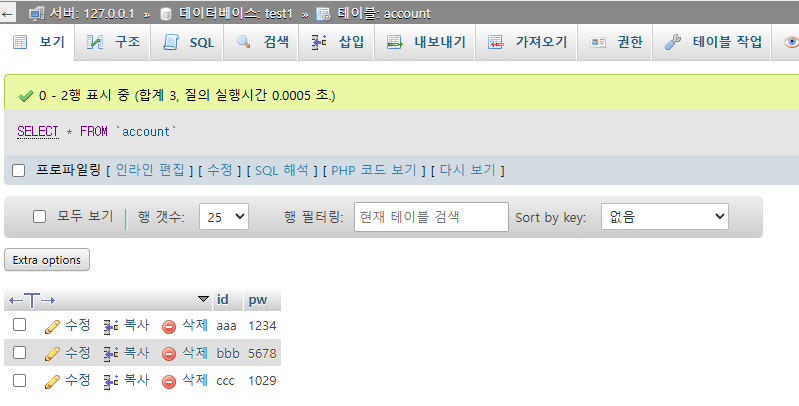 ← 서버: 127.0.0.1 » 데이터베이스: test1 » 테이블: account
보기 구조 SQL 검색 삽입 내보내기 가져오기 권한 테이블 작업
0 - 2행 표시 중 (합계 3, 질의 실행시간 0.0005 초.)
SELECT * FROM `account`
프로파일링 [ 인라인 편집 ] [ 수정 ] [ SQL 해석 ] [ PHP 코드 보기 ] [ 다시 보기 ]
모두 보기 행 갯수: 25 행 필터링: 현재 테이블 검색 Sort by key: 없음
Extra options
←T→ id pw
수정 복사 삭제 aaa 1234
수정 복사 삭제 bbb 5678
수정 복사 삭제 ccc 1029